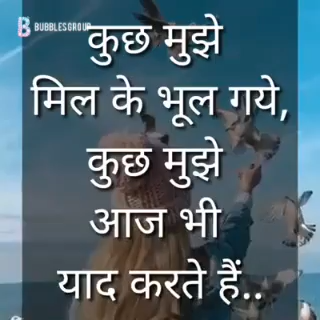 BUBBLESGROUP
कुछ मुझे
मिल के भूल गये,
कुछ मुझे
आज भी
याद करते हैं..